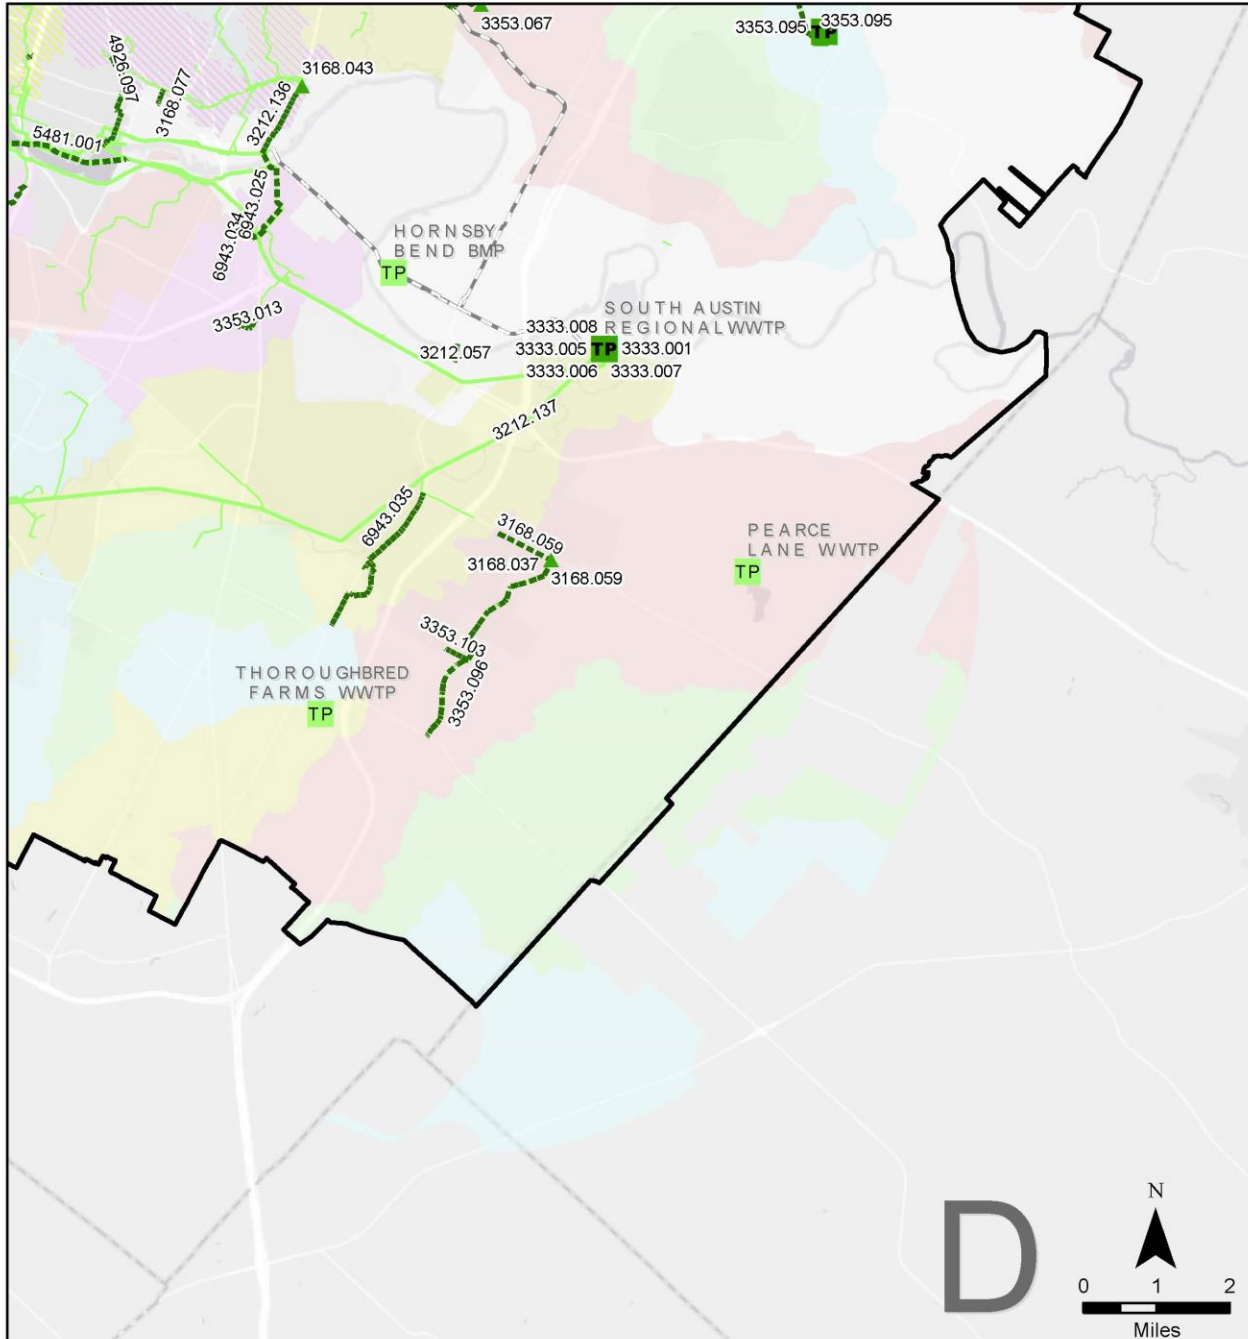 3353.067
3353.095
3353.095
TP
4926.097
3168.077
3168.043
3212.136
5481.001
6943.025
6943.034
HORNSBY
BEND BMP
TP
3353.013
SOUTH AUSTIN
REGIONAL WWTP
3333.008
3212.057
3333.005
TP
3333.001
3333.006
3333.007
3212.137
6943.035
3168.059
3168.037
3168.059
PEARCE
LANE WWTP
TP
3353.103
3353.096
THOROUGHBRED
FARMS WWTP
TP
D
N
0 1 2
Miles